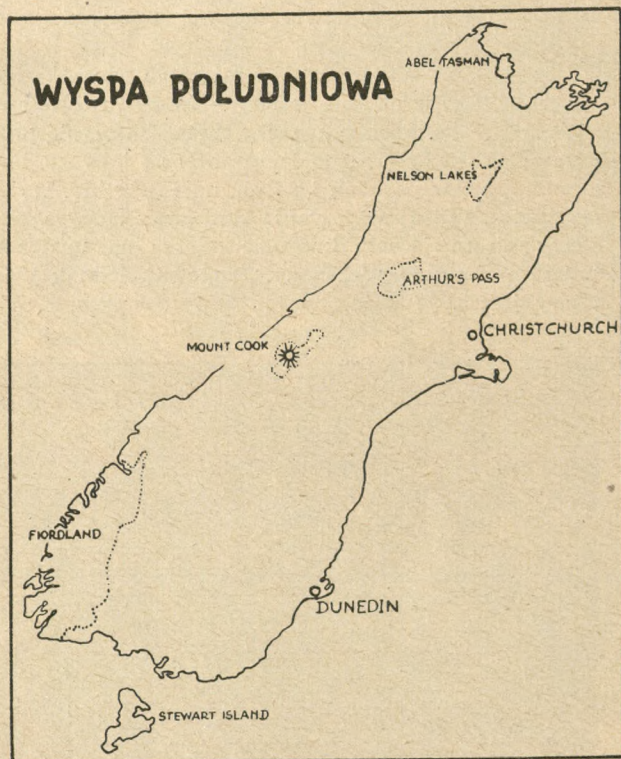 WYSPA POŁUDNIOWA
ABEL TASMAN
NELSON LAKES
ARTHUR'S PASS
CHRISTCHURCH
MOUNT COOK
FIORDLAND
DUNEDIN
STEWART ISLAND